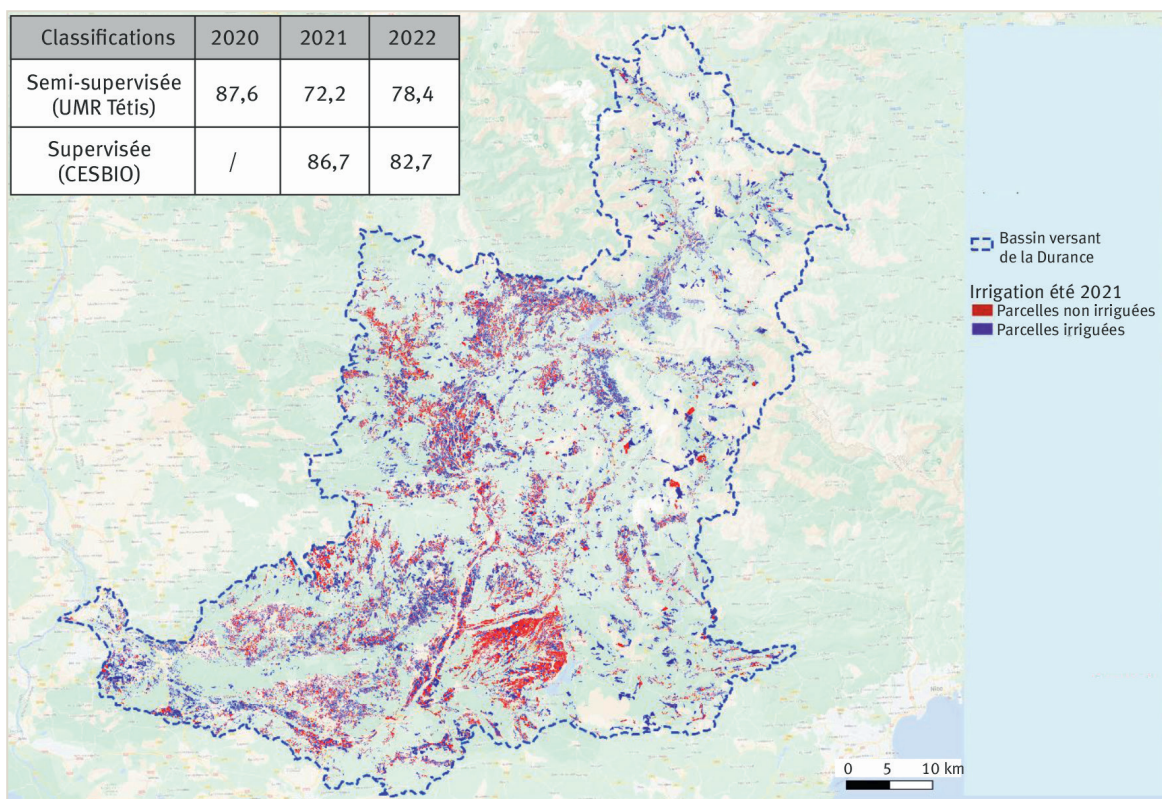 Classifications 2020 2021 2022
Semi-supervisée
(UMR Tétis) 87,6 72,2 78,4
Supervisée
(CESBIO) / 86,7 82,7
Bassin versant
de la Durance
Irrigation été 2021
Parcelles non irriguées
Parcelles irriguées
0 5 10 km